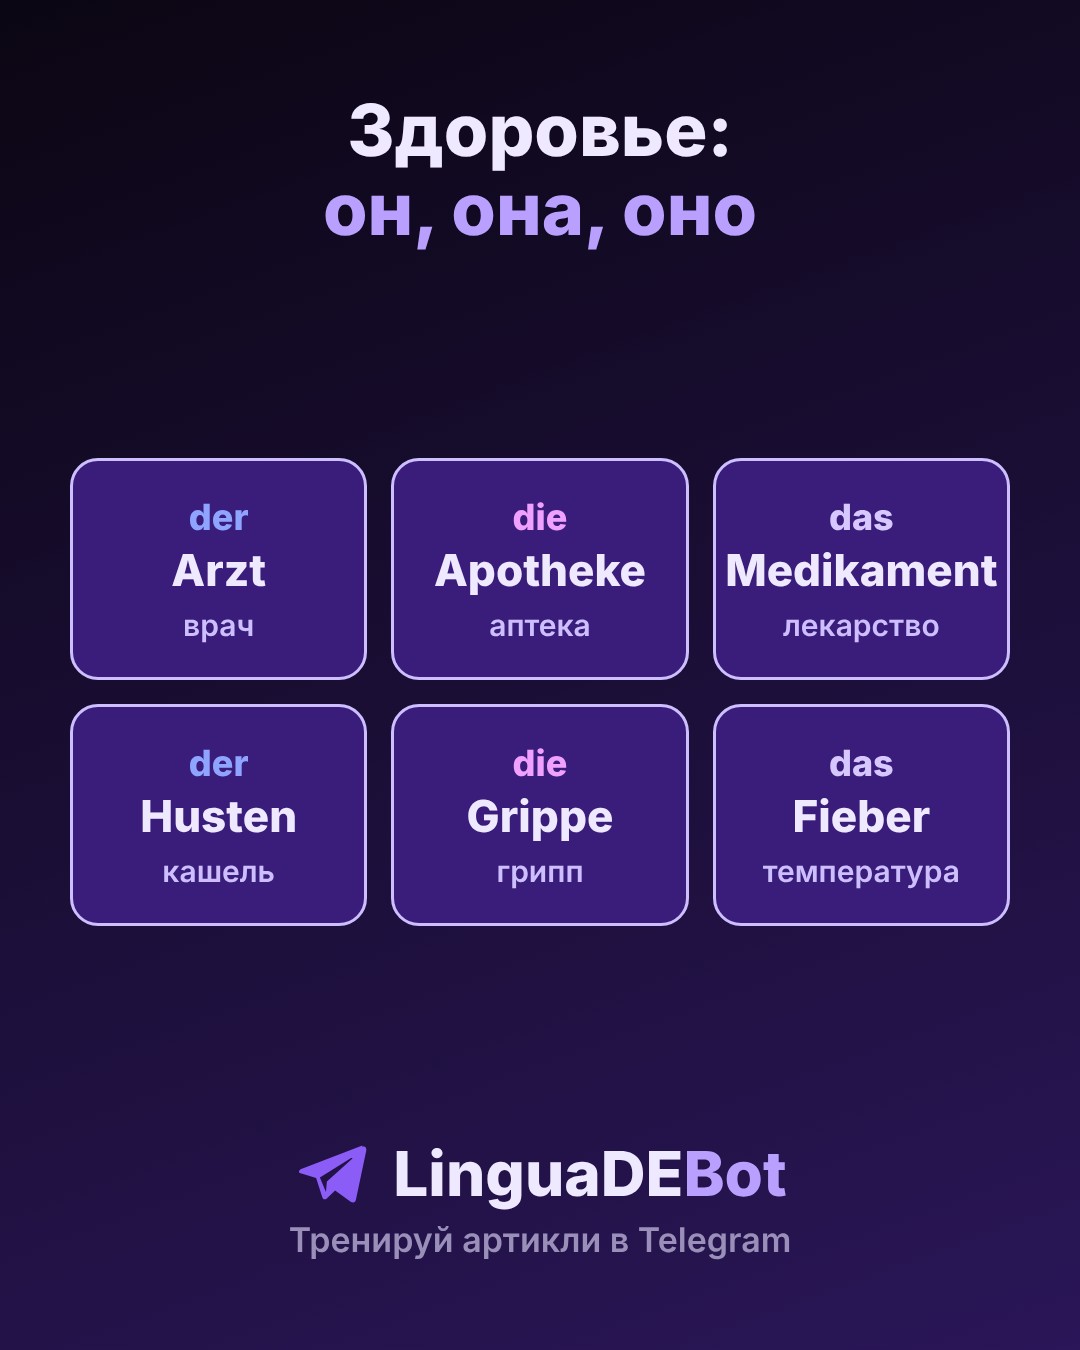 Здоровье:
он, она, оно
der
Arzt
врач
die
Apotheke
аптека
das
Medikament
лекарство
der
Husten
кашель
die
Grippe
грипп
das
Fieber
температура
LinguaDEBot
Тренируй артикли в Telegram